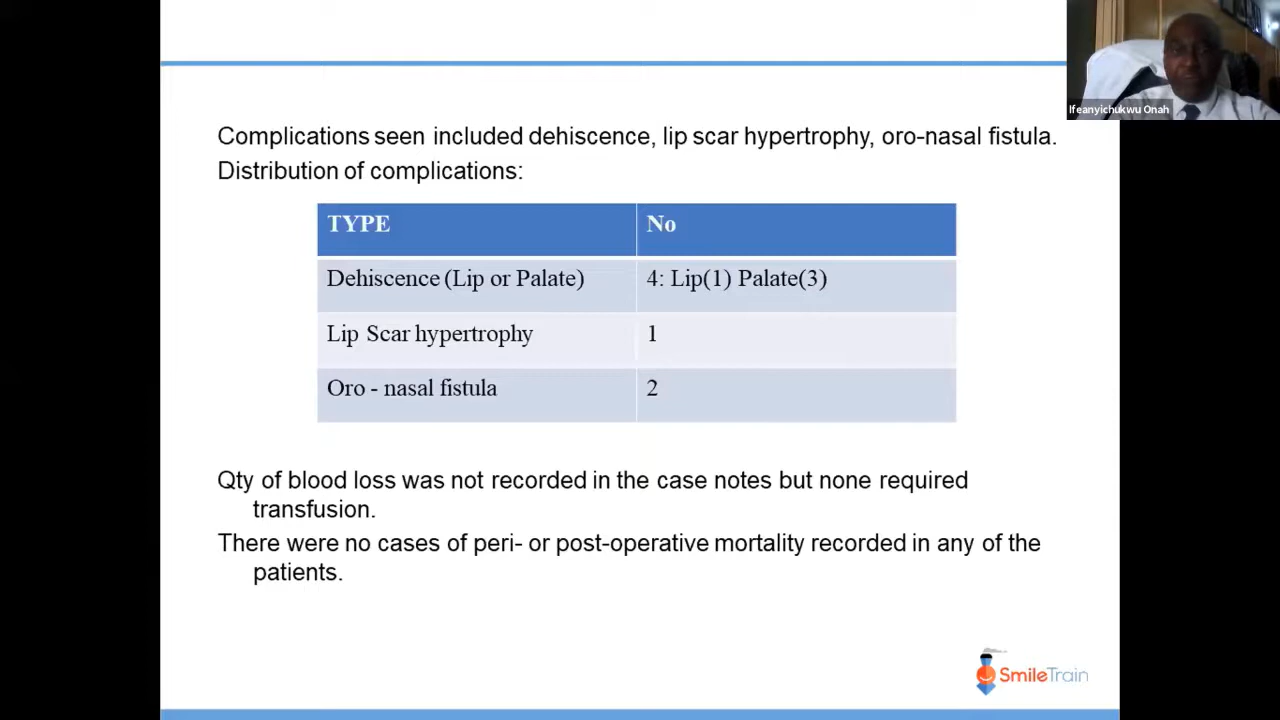 Ifeanyichukwu Onah
Complications seen included dehiscence, lip scar hypertrophy, oro-nasal fistula.
Distribution of complications:
TYPE No
Dehiscence (Lip or Palate) 4: Lip(1) Palate(3)
Lip Scar hypertrophy 1
Oro - nasal fistula 2
Qty of blood loss was not recorded in the case notes but none required
transfusion.
There were no cases of peri- or post-operative mortality recorded in any of the
patients.
SmileTrain